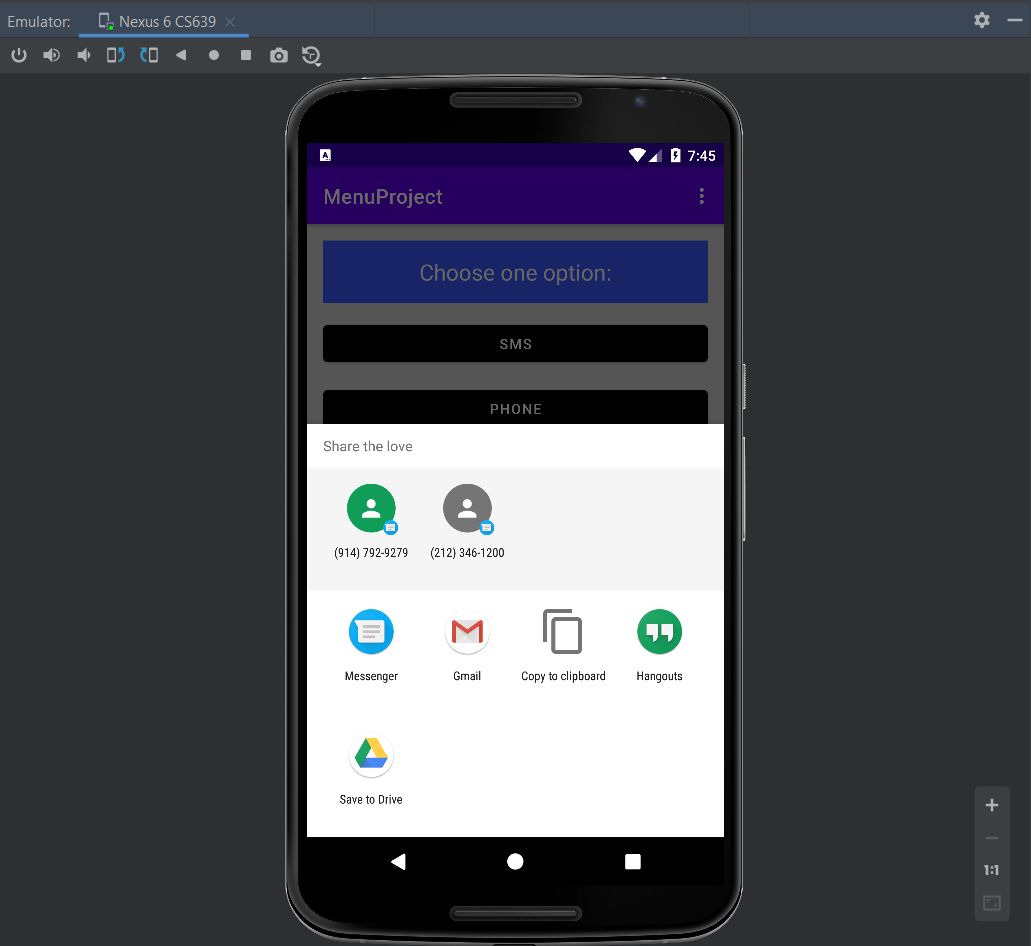 Emulator: Nexus 6 CS639
7:45
MenuProject
Choose one option:
SMS
PHONE
Share the love
(914) 792-9279 (212) 346-1200
Messenger Gmail Copy to clipboard Hangouts
Save to Drive
1:1